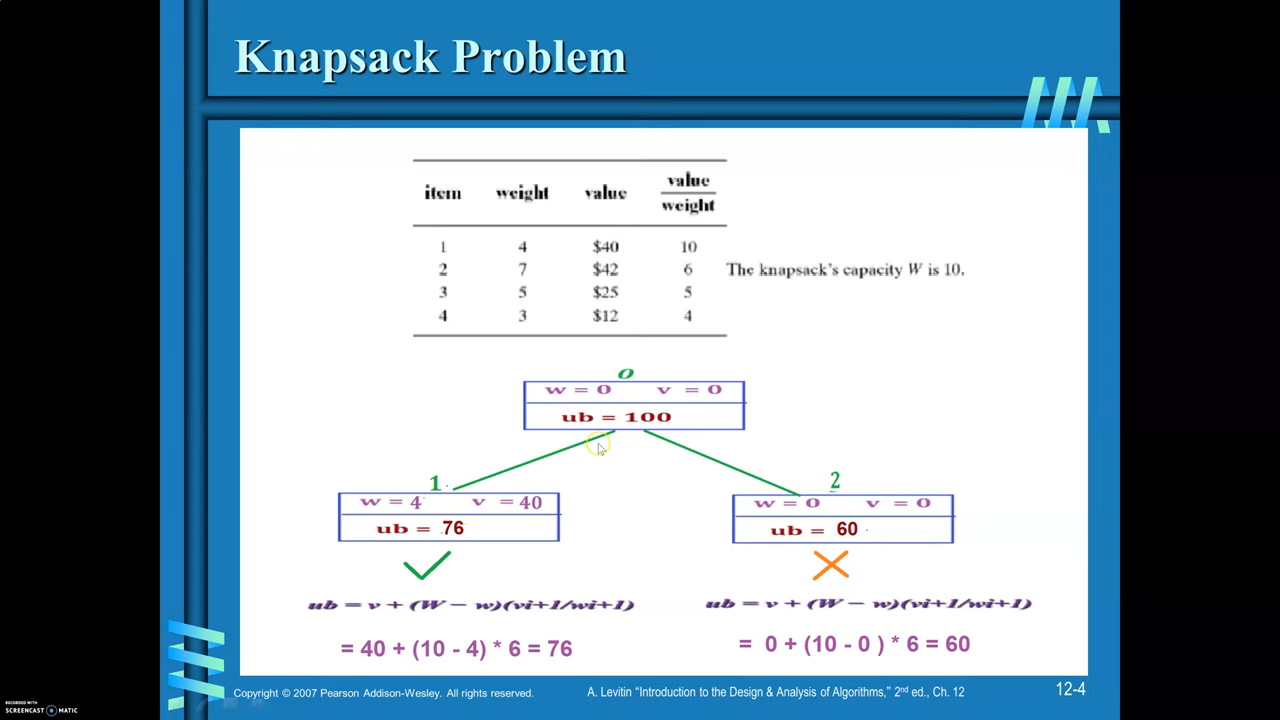 Knapsack Problem
item weight value value/weight
1 4 $40 10
2 7 $42 6
3 5 $25 5
4 3 $12 4
The knapsack's capacity W is 10.
0
w = 0 v = 0
ub = 100
1
w = 4 v = 40
ub = 76
2
w = 0 v = 0
ub = 60
ub = v + (W – w)(vi+1/wi+1)
= 40 + (10 - 4) * 6 = 76
ub = v + (W – w)(vi+1/wi+1)
= 0 + (10 - 0 ) * 6 = 60
Copyright © 2007 Pearson Addison-Wesley. All rights reserved.
A. Levitin "Introduction to the Design & Analysis of Algorithms," 2nd ed., Ch. 12
12-4
RECORDED WITH
SCREENCAST MATIC